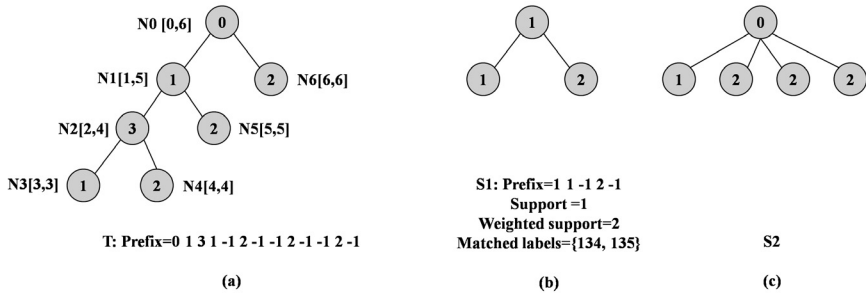 N0 [0,6] 0 1 0
N1[1,5] 1 2 N6[6,6] 1 2 1 2 2 2
N2[2,4] 3 2 N5[5,5]
N3[3,3] 1 2 N4[4,4]
S1: Prefix=1 1 -1 2 -1
Support =1
Weighted support=2
Matched labels={134, 135}
T: Prefix=0 1 3 1 -1 2 -1 -1 2 -1 -1 2 -1
S2
(a) (b) (c)